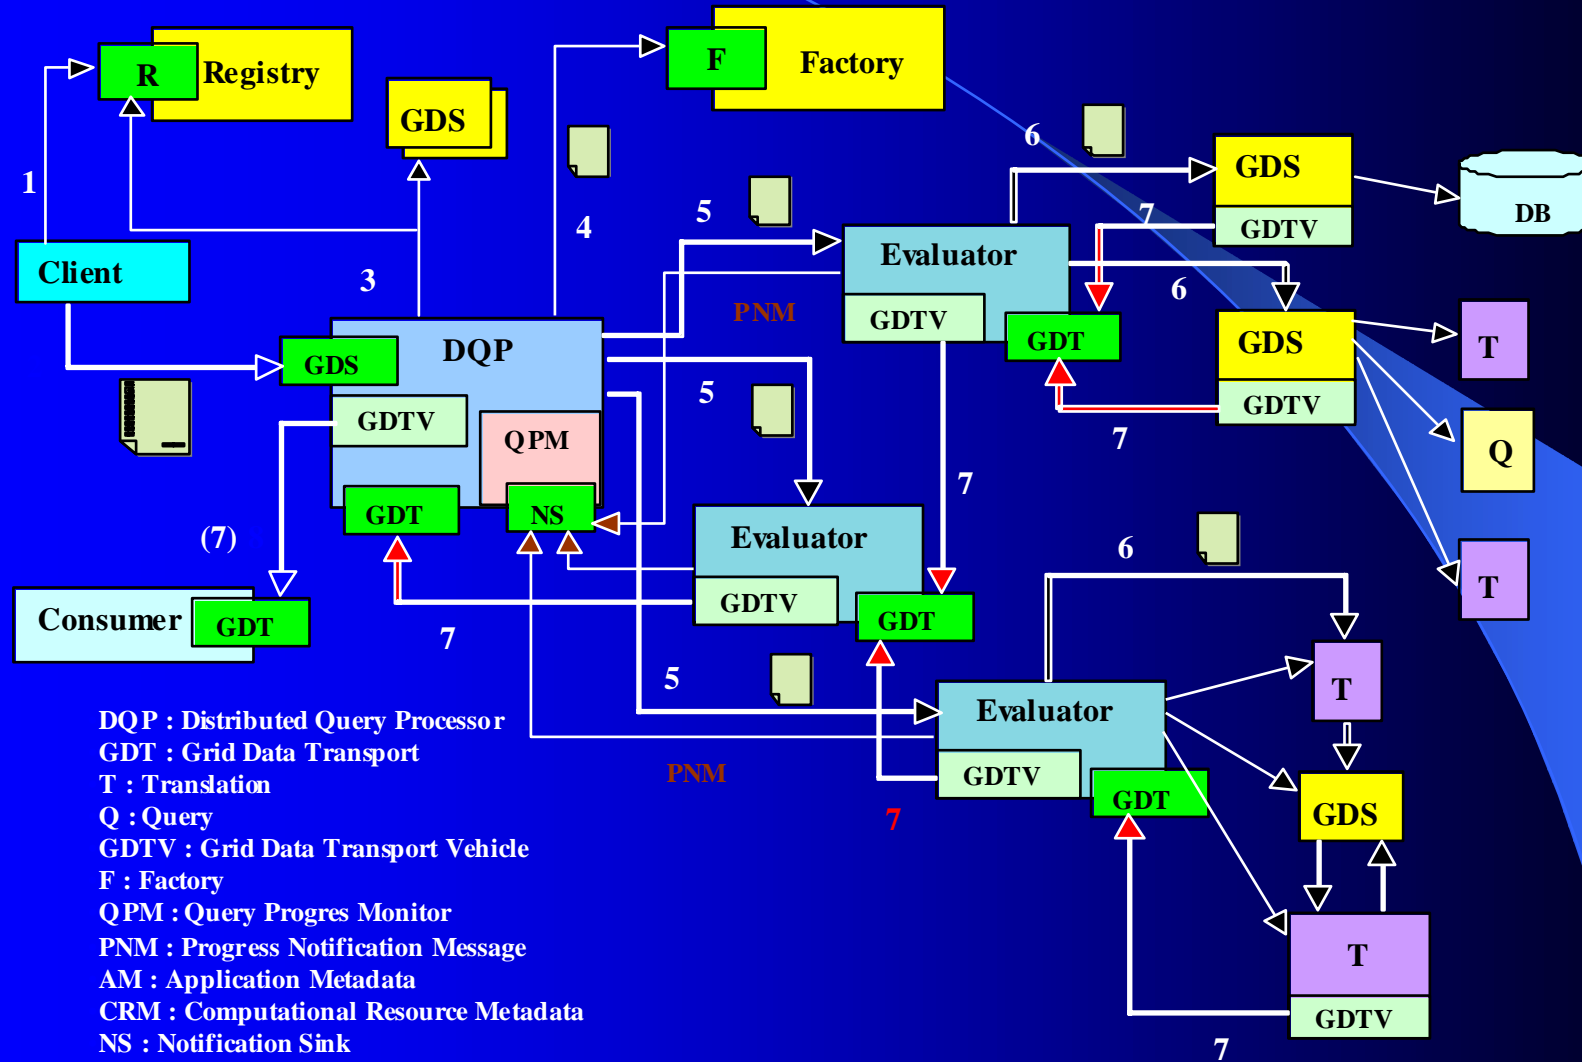 R
Registry
F
Factory
GDS
6
GDS
1
DB
5
7
4
GDTV
Client
Evaluator
3
6
PNM
GDTV
GDT
GDS
T
DQP
GDS
5
GDTV
GDTV
7
QPM
Q
7
GDT
NS
(7)
Evaluator
6
T
GDTV
Consumer
GDT
GDT
7
5
T
Evaluator
PNM
GDTV
GDT
7
GDS
T
GDTV
7
DQP : Distributed Query Processor
GDT : Grid Data Transport
T : Translation
Q : Query
GDTV : Grid Data Transport Vehicle
F : Factory
QPM : Query Progres Monitor
PNM : Progress Notification Message
AM : Application Metadata
CRM : Computational Resource Metadata
NS : Notification Sink